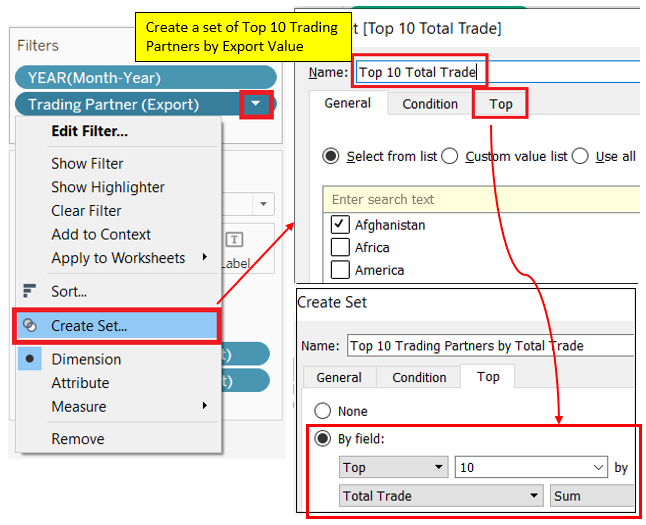 Create a set of Top 10 Trading
Partners by Export Value
Filters
YEAR(Month-Year)
Trading Partner (Export)
Edit Filter...
Show Filter
Show Highlighter
Clear Filter
Add to Context
Apply to Worksheets
Sort...
Create Set...
Dimension
Attribute
Measure
Remove
T
Label
t)
t)
[Top 10 Total Trade]
Name: Top 10 Total Trade
General Condition Top
Select from list Custom value list Use all
Enter search text
Afghanistan
Africa
America
Create Set
Name: Top 10 Trading Partners by Total Trade
General Condition Top
None
By field:
Top 10 by
Total Trade Sum